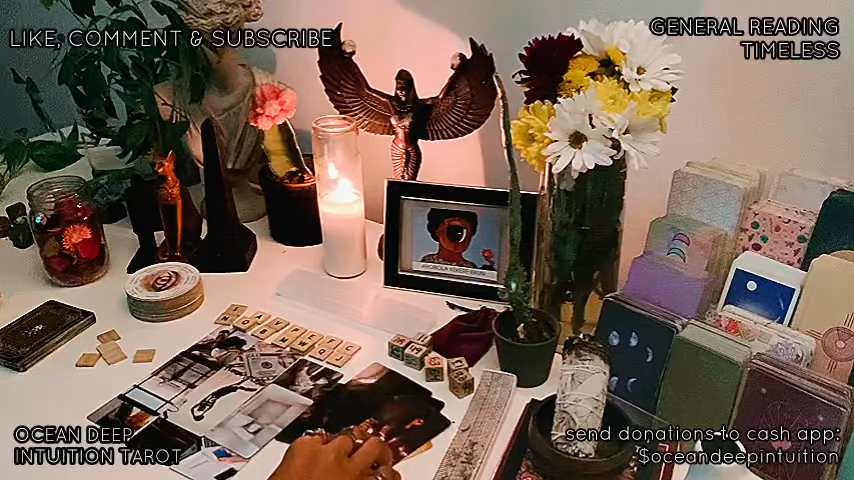 LIKE, COMMENT & SUBSCRIBE
GENERAL READING
TIMELESS
OCEAN DEEP
INTUITION TAROT
send donations to cash app:
$oceandeepintuition